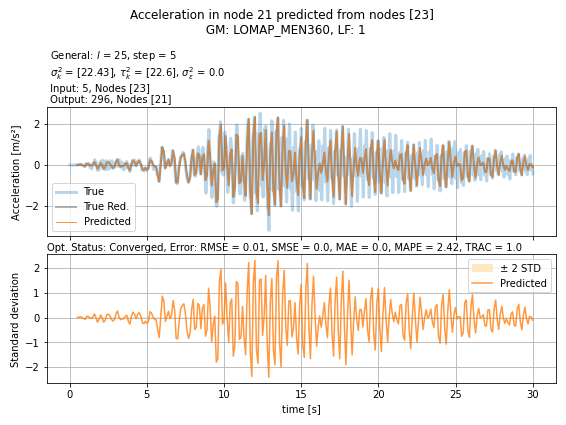 Acceleration in node 21 predicted from nodes [23]
GM: LOMAP_MEN360, LF: 1
General: l = 25, step = 5
σ²ₖ = [22.43], τ²ₖ = [22.6], σ²ε = 0.0
Input: 5, Nodes [23]
Output: 296, Nodes [21]
Acceleration [m/s²]
2
0
−2
True
True Red.
Predicted
Opt. Status: Converged, Error: RMSE = 0.01, SMSE = 0.0, MAE = 0.0, MAPE = 2.42, TRAC = 1.0
Standard deviation
2
1
0
−1
−2
± 2 STD
Predicted
0 5 10 15 20 25 30
time [s]